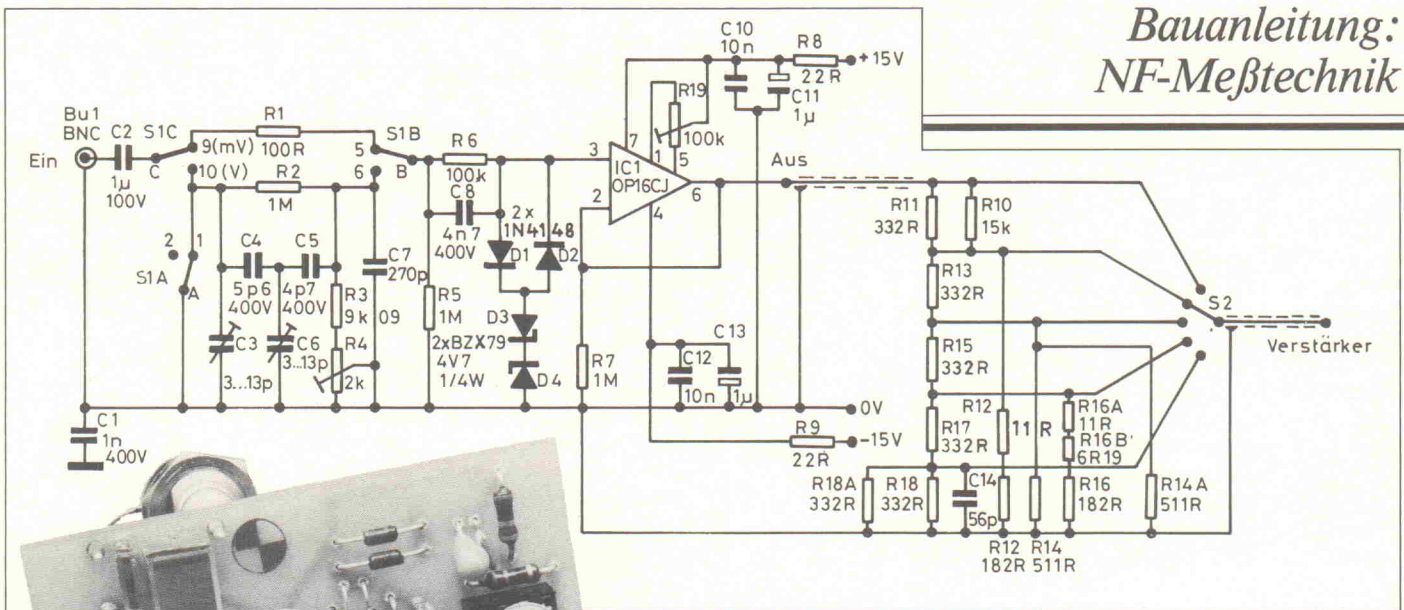 Bauanleitung:
NF-Meßtechnik
C10
10n
R8
22R
+15V
C11
1µ
R19
100k
Bu1
BNC
Ein
C2
1µ
100V
S1C
C
9(mV)
10(V)
R1
100R
S1B
5
6
B
R2
1M
R6
100k
C8
4n7
400V
2x
1N4148
D1
D2
3
2
7
1
5
4
6
IC1
OP16CJ
Aus
R11
332R
R10
15k
2
1
S1A
A
C4
5p6
400V
C5
4p7
400V
C7
270p
R3
9k
09
R4
2k
C3
3...13p
C6
3...13p
R5
1M
D3
2xBZX79
4V7
1/4W
D4
R7
1M
C12
10n
C13
1µ
0V
-15V
R9
22R
R13
332R
R15
332R
R17
332R
R12
11R
R16A
11R
R16B
6R19
R16
182R
R14A
511R
S2
Verstärker
R18A
332R
R18
332R
C14
56p
R12
182R
R14
511R
C1
1n
400V